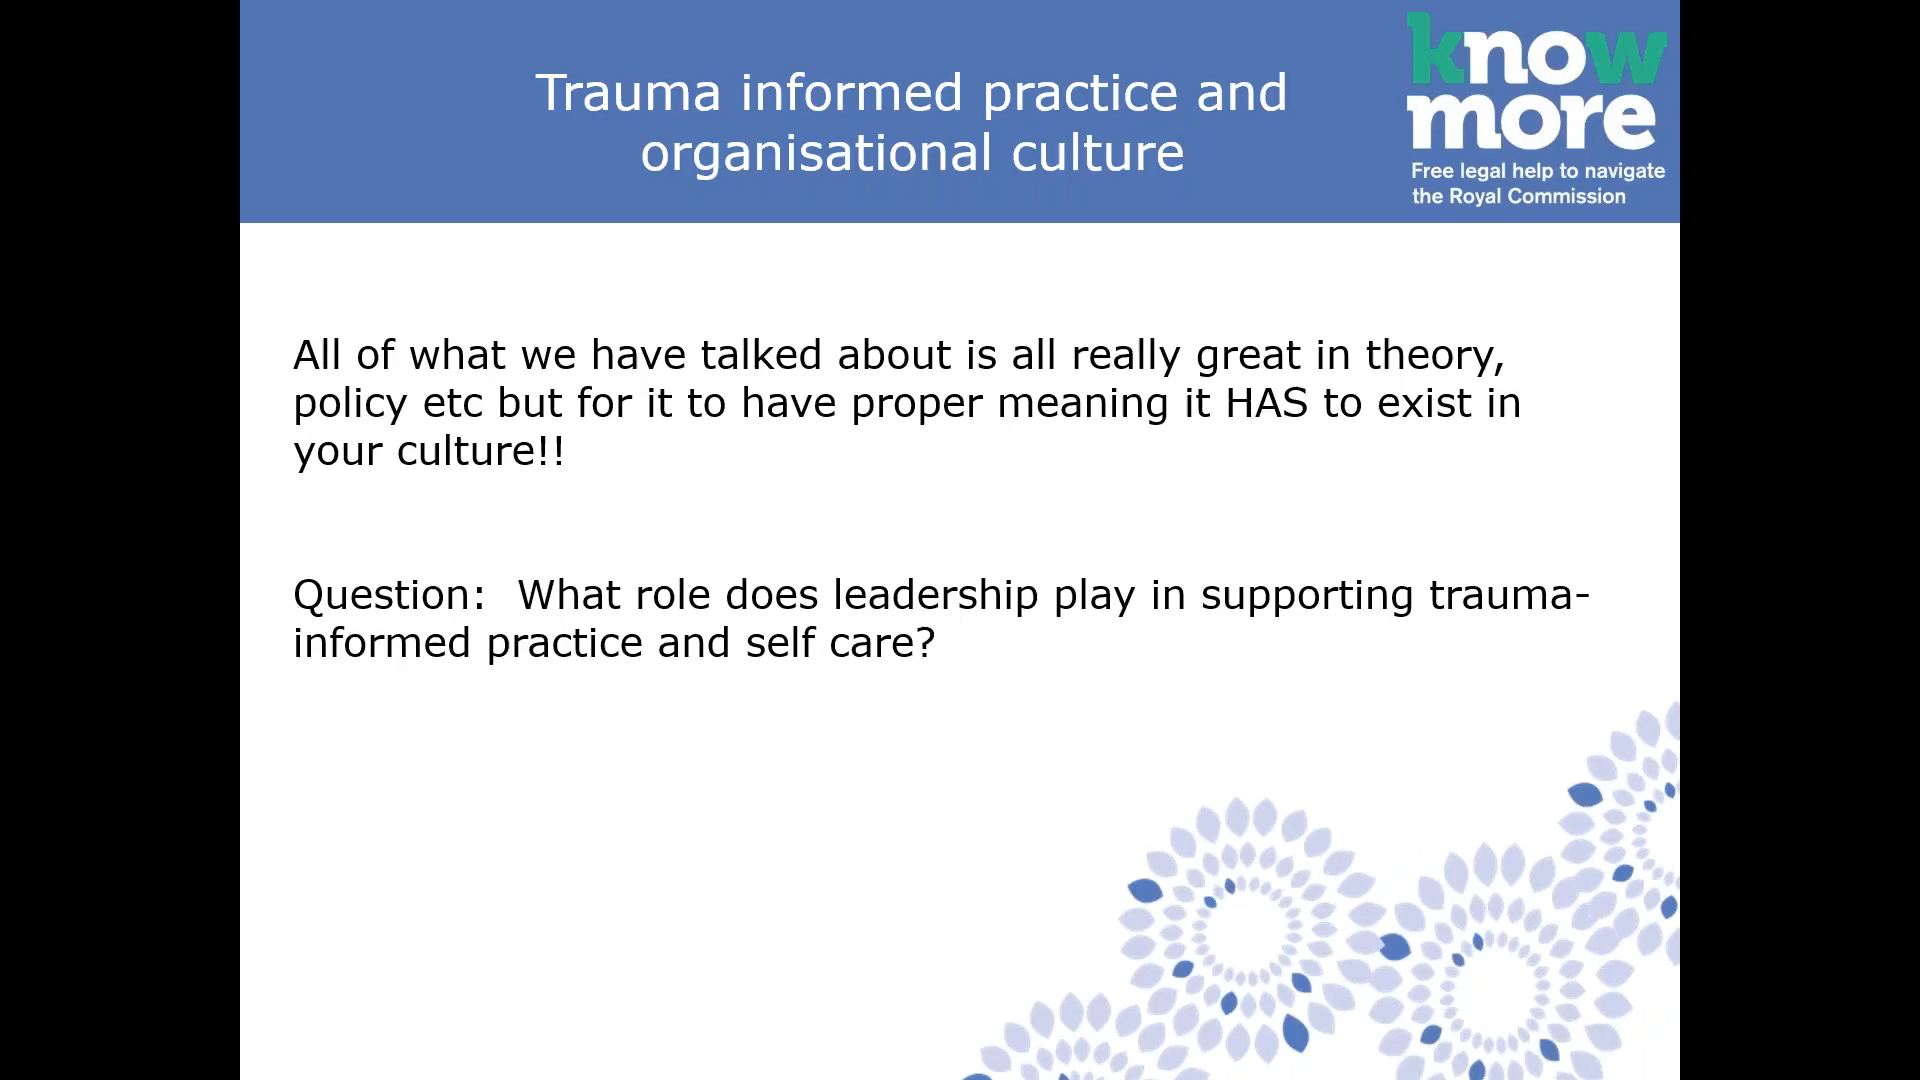 Trauma informed practice and
organisational culture
know
more
Free legal help to navigate
the Royal Commission
All of what we have talked about is all really great in theory,
policy etc but for it to have proper meaning it HAS to exist in
your culture!!
Question:  What role does leadership play in supporting trauma-
informed practice and self care?